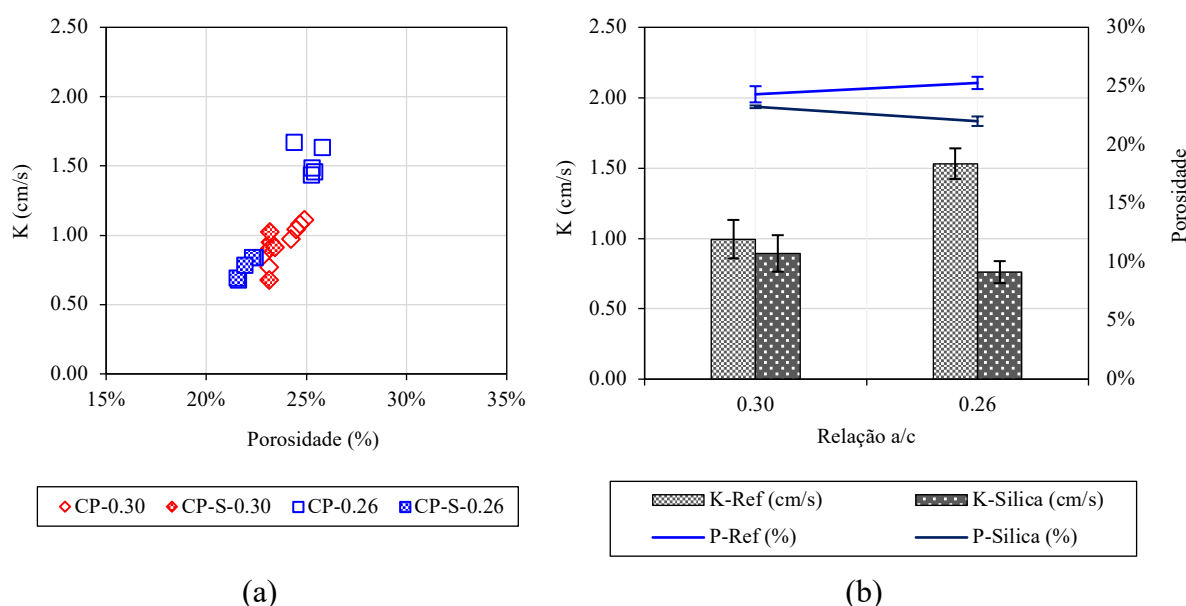 2.50
2.00
1.50
1.00
0.50
0.00
K (cm/s)
15% 20% 25% 30% 35%
Porosidade (%)
CP-0.30 CP-S-0.30 CP-0.26 CP-S-0.26
(a)
2.50
2.00
1.50
1.00
0.50
0.00
K (cm/s)
30%
25%
20%
15%
10%
5%
0%
Porosidade
0.30 0.26
Relação a/c
K-Ref (cm/s) K-Silica (cm/s)
P-Ref (%) P-Silica (%)
(b)